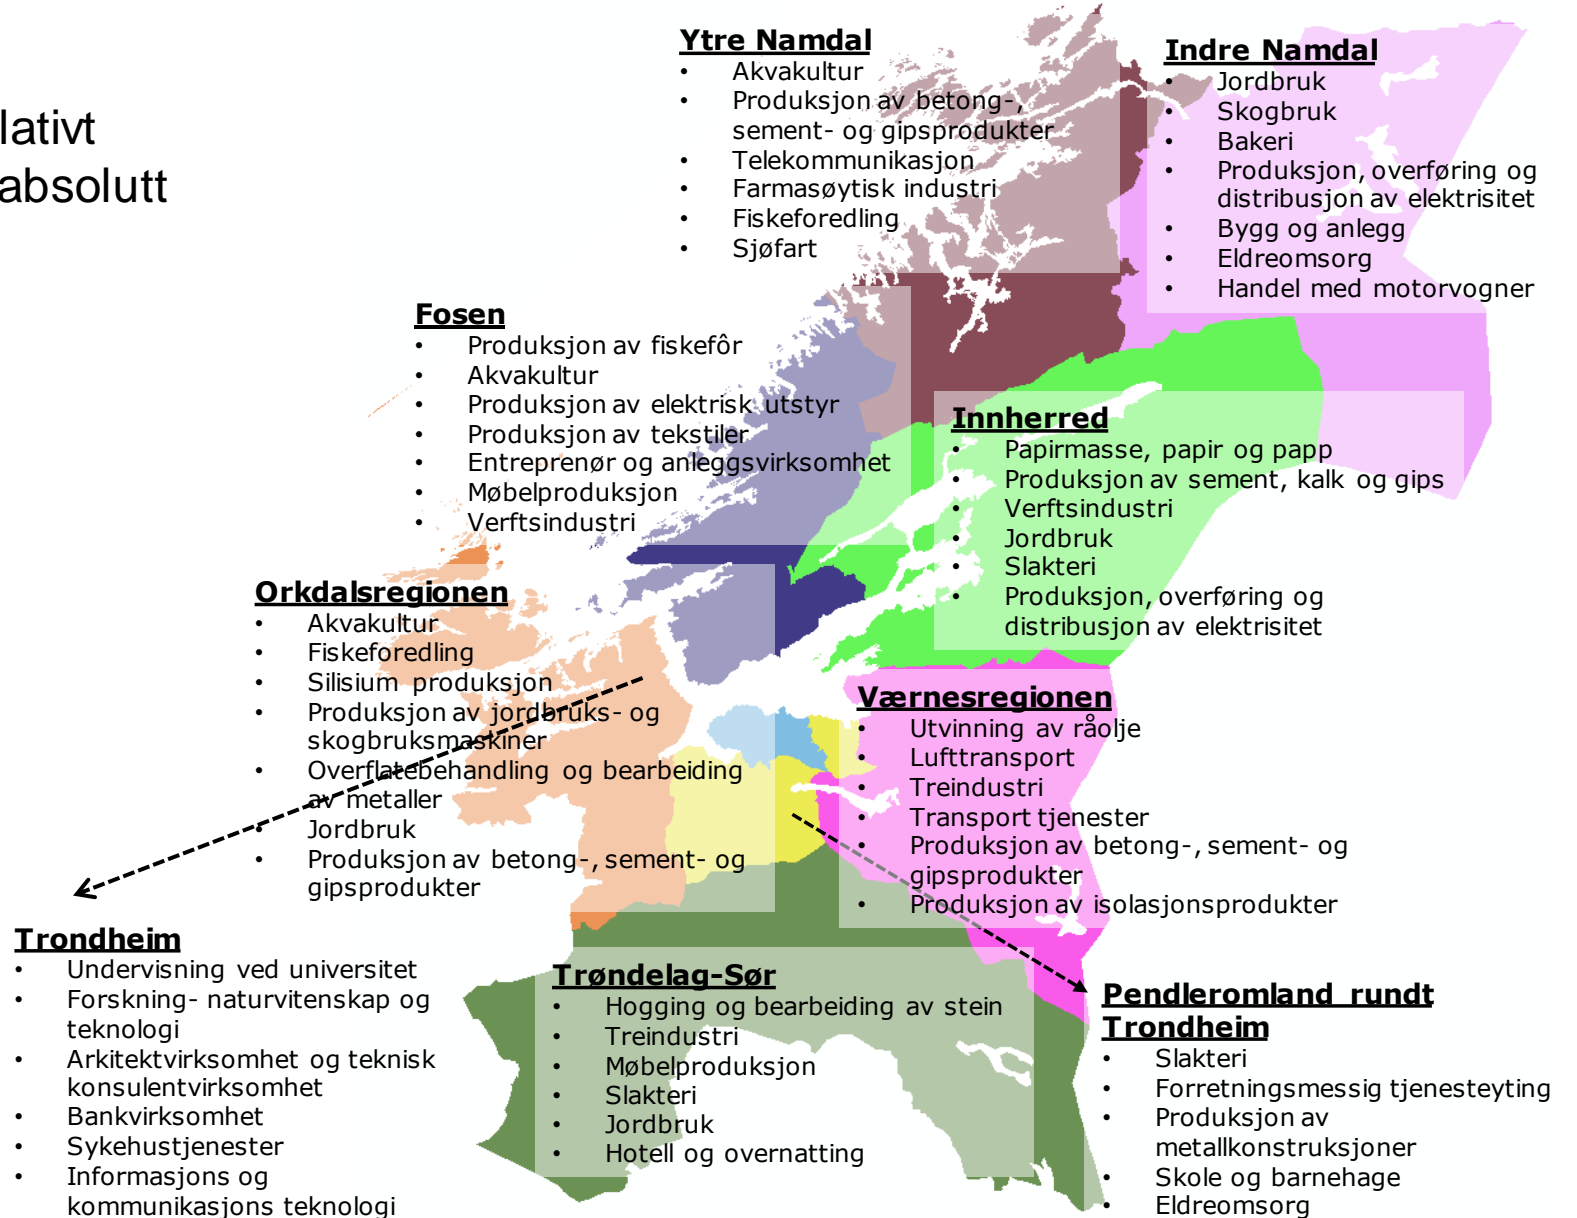 lativt
absolutt
Ytre Namdal
• Akvakultur
• Produksjon av betong-,
sement- og gipsprodukter
• Telekommunikasjon
• Farmasøytisk industri
• Fiskeforedling
• Sjøfart
Indre Namdal
• Jordbruk
• Skogbruk
• Bakeri
• Produksjon, overføring og
distribusjon av elektrisitet
• Bygg og anlegg
• Eldreomsorg
• Handel med motorvogner
Fosen
• Produksjon av fiskefôr
• Akvakultur
• Produksjon av elektrisk utstyr
• Produksjon av tekstiler
• Entreprenør og anleggsvirksomhet
• Møbelproduksjon
• Verftsindustri
Innherred
• Papirmasse, papir og papp
• Produksjon av sement, kalk og gips
• Verftsindustri
• Jordbruk
• Slakteri
• Produksjon, overføring og
distribusjon av elektrisitet
Orkdalsregionen
• Akvakultur
• Fiskeforedling
• Silisium produksjon
• Produksjon av jordbruks- og
skogbruksmaskiner
• Overflatebehandling og bearbeiding
av metaller
• Jordbruk
• Produksjon av betong-, sement- og
gipsprodukter
Værnesregionen
• Utvinning av råolje
• Lufttransport
• Treindustri
• Transport tjenester
• Produksjon av betong-, sement- og
gipsprodukter
• Produksjon av isolasjonsprodukter
Trondheim
• Undervisning ved universitet
• Forskning- naturvitenskap og
teknologi
• Arkitektvirksomhet og teknisk
konsulentvirksomhet
• Bankvirksomhet
• Sykehustjenester
• Informasjons og
kommunikasjons teknologi
Trøndelag-Sør
• Hogging og bearbeiding av stein
• Treindustri
• Møbelproduksjon
• Slakteri
• Jordbruk
• Hotell og overnatting
Pendleromland rundt
Trondheim
• Slakteri
• Forretningsmessig tjenesteyting
• Produksjon av
metallkonstruksjoner
• Skole og barnehage
• Eldreomsorg